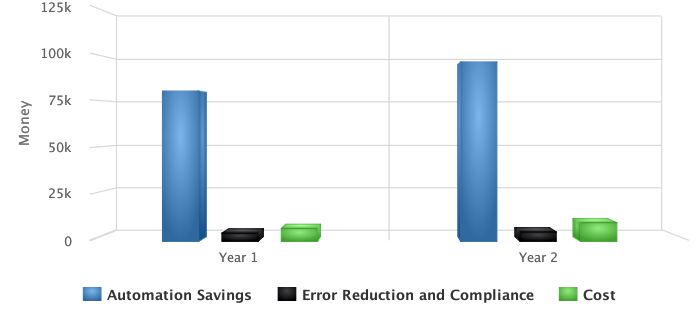 125k
100k
75k
50k
25k
0
Money
Year 1
Year 2
Automation Savings
Error Reduction and Compliance
Cost